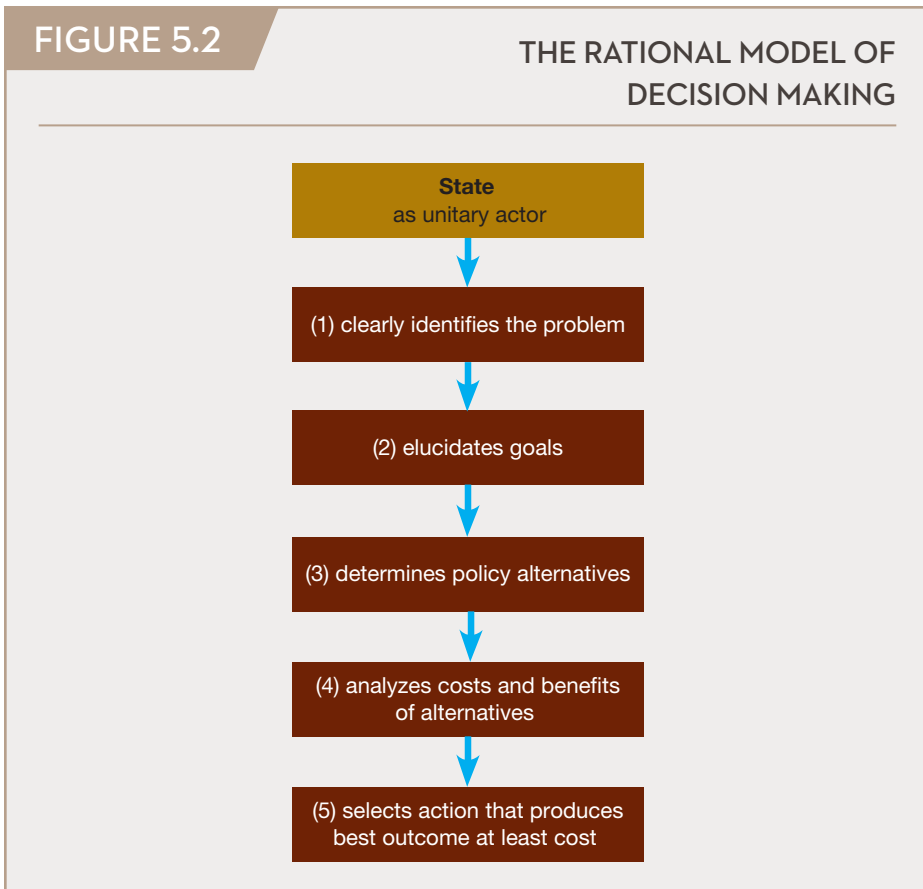 FIGURE 5.2
THE RATIONAL MODEL OF
DECISION MAKING
State
as unitary actor
(1) clearly identifies the problem
(2) elucidates goals
(3) determines policy alternatives
(4) analyzes costs and benefits
of alternatives
(5) selects action that produces
best outcome at least cost